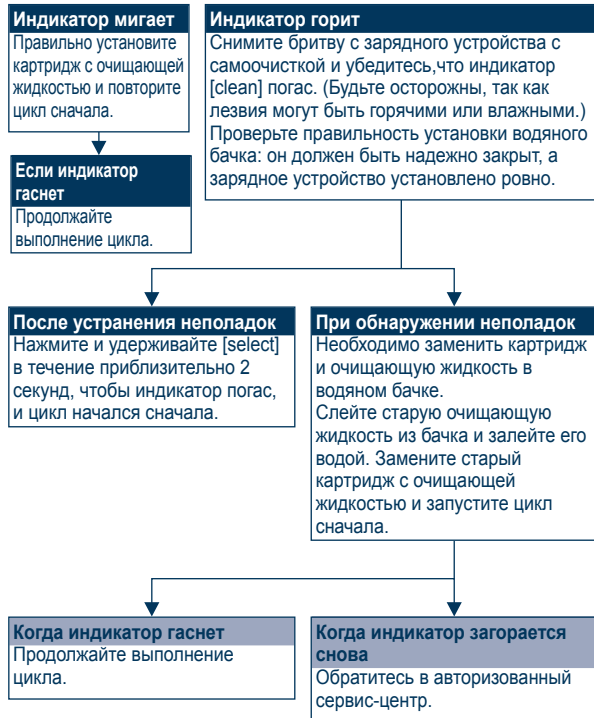 Индикатор мигает
Правильно установите
картридж с очищающей
жидкостью и повторите
цикл сначала.
Если индикатор
гаснет
Продолжайте
выполнение цикла.
Индикатор горит
Снимите бритву с зарядного устройства с
самоочисткой и убедитесь,что индикатор
[clean] погас. (Будьте осторожны, так как
лезвия могут быть горячими или влажными.)
Проверьте правильность установки водяного
бачка: он должен быть надежно закрыт, а
зарядное устройство установлено ровно.
После устранения неполадок
Нажмите и удерживайте [select]
в течение приблизительно 2
секунд, чтобы индикатор погас,
и цикл начался сначала.
При обнаружении неполадок
Необходимо заменить картридж
и очищающую жидкость в
водяном бачке.
Слейте старую очищающую
жидкость из бачка и залейте его
водой. Замените старый
картридж с очищающей
жидкостью и запустите цикл
сначала.
Когда индикатор гаснет
Продолжайте выполнение
цикла.
Когда индикатор загорается
снова
Обратитесь в авторизованный
сервис-центр.